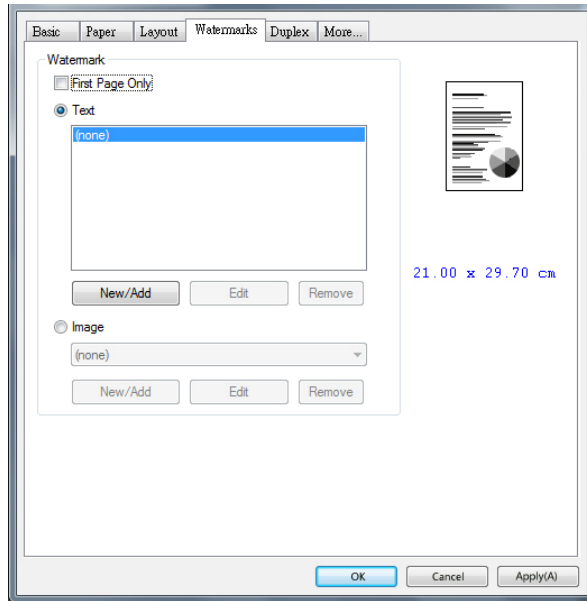 Basic Paper Layout Watermarks Duplex More...
Watermark
First Page Only
Text
(none)
21.00 x 29.70 cm
New/Add Edit Remove
Image
(none)
New/Add Edit Remove
OK Cancel Apply(A)